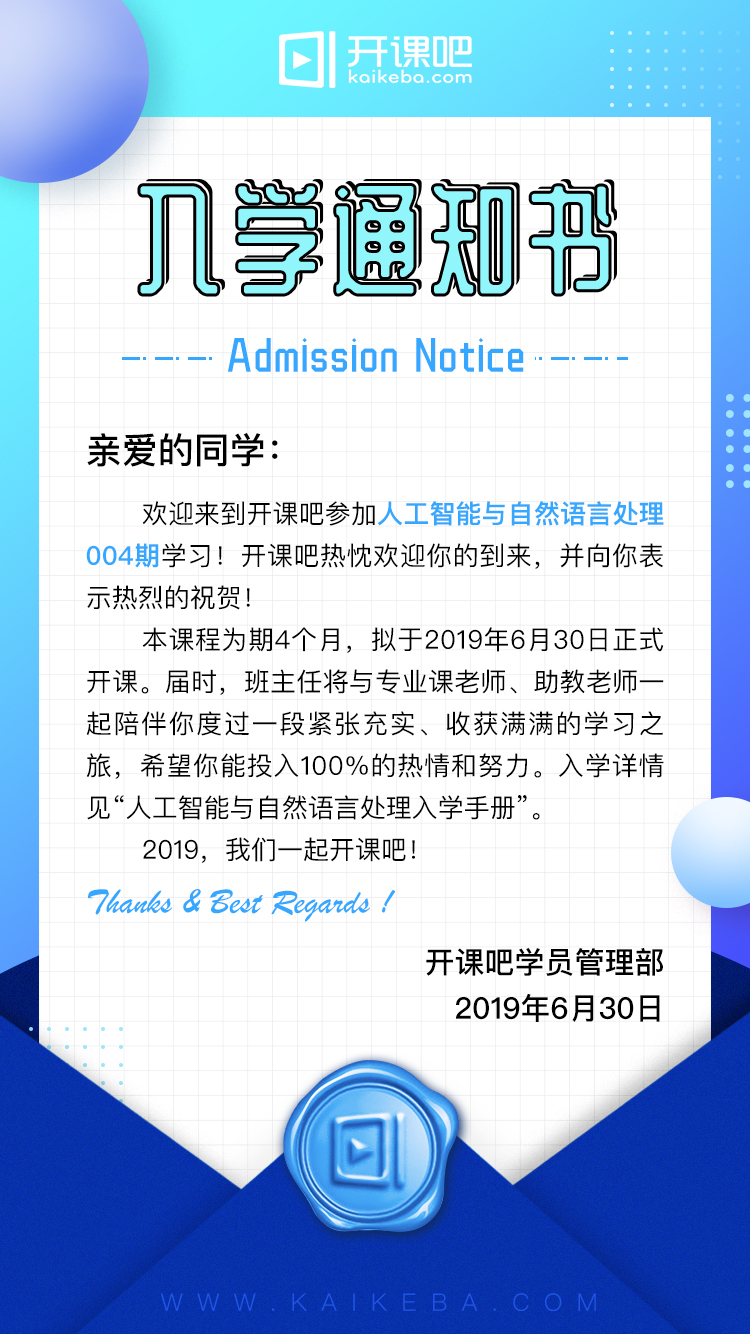 开课吧
kaikeba.com
入学通知书
Admission Notice
亲爱的同学：
欢迎来到开课吧参加人工智能与自然语言处理
004期学习！开课吧热忱欢迎你的到来，并向你表
示热烈的祝贺！
本课程为期4个月，拟于2019年6月30日正式
开课。届时，班主任将与专业课老师、助教老师一
起陪伴你度过一段紧张充实、收获满满的学习之
旅，希望你能投入100%的热情和努力。入学详情
见“人工智能与自然语言处理入学手册”。
2019，我们一起开课吧！
Thanks & Best Regards !
开课吧学员管理部
2019年6月30日
WWW.KAIKEBA.COM